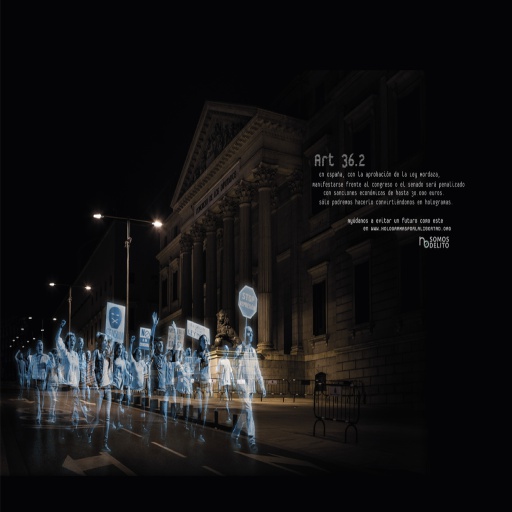 Art 36.2
en españa, con la aprobación de la Ley mordaza,
manifestarse frente al congreso o el senado será penalizado
con sanciones económicas de hasta 30.000 euros.
sólo podremos hacerlo convirtiéndonos en hologramas.
Ayúdanos a evitar un futuro como este
en www.hologramasporlalibertad.org
no SOMOS
DELITO
STOP